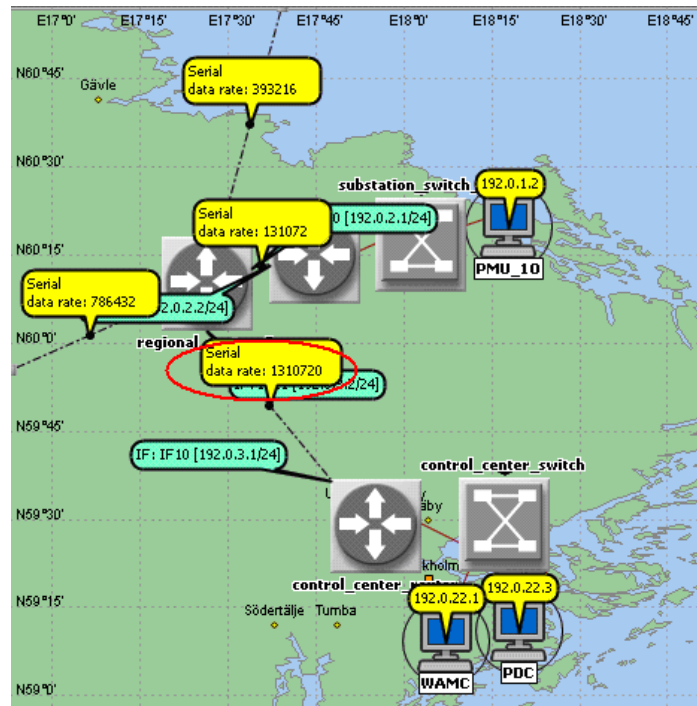 E17°0' E17°15' E17°30' E17°45' E18°0' E18°15' E18°30' E18°45'
N60°45'
Serial
data rate: 393216
Gävle
N60°30'
substation_switch
192.0.1.2
Serial
data rate: 131072
0 [192.0.2.1/24]
N60°15'
PMU_10
Serial
data rate: 786432
2.0.2.2/24]
N60°0'
regional
Serial
data rate: 1310720
2/24]
N59°45'
IF: IF10 [192.0.3.1/24]
control_center_switch
N59°30'
äby
kholm
control_center
192.0.22.1
192.0.22.3
N59°15'
Södertälje Tumba
WAMC
PDC
N59°0'